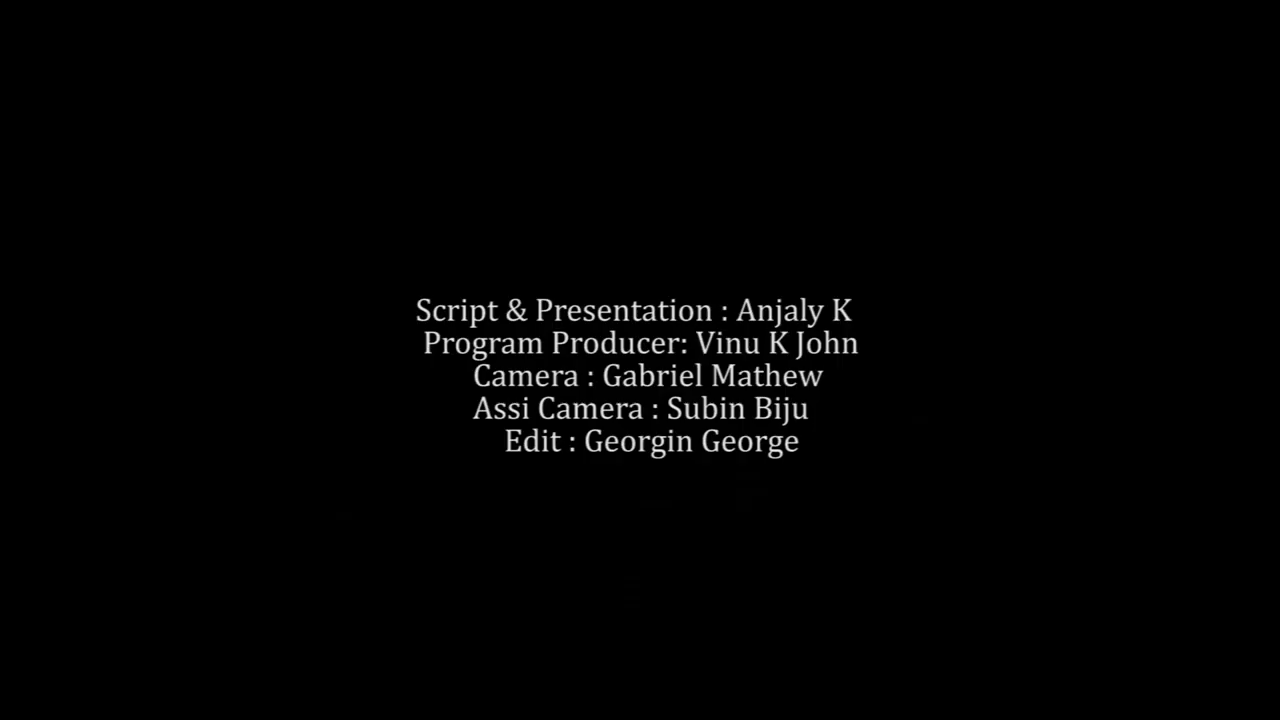 Script & Presentation : Anjaly K
Program Producer: Vinu K John
Camera : Gabriel Mathew
Assi Camera : Subin Biju
Edit : Georgin George